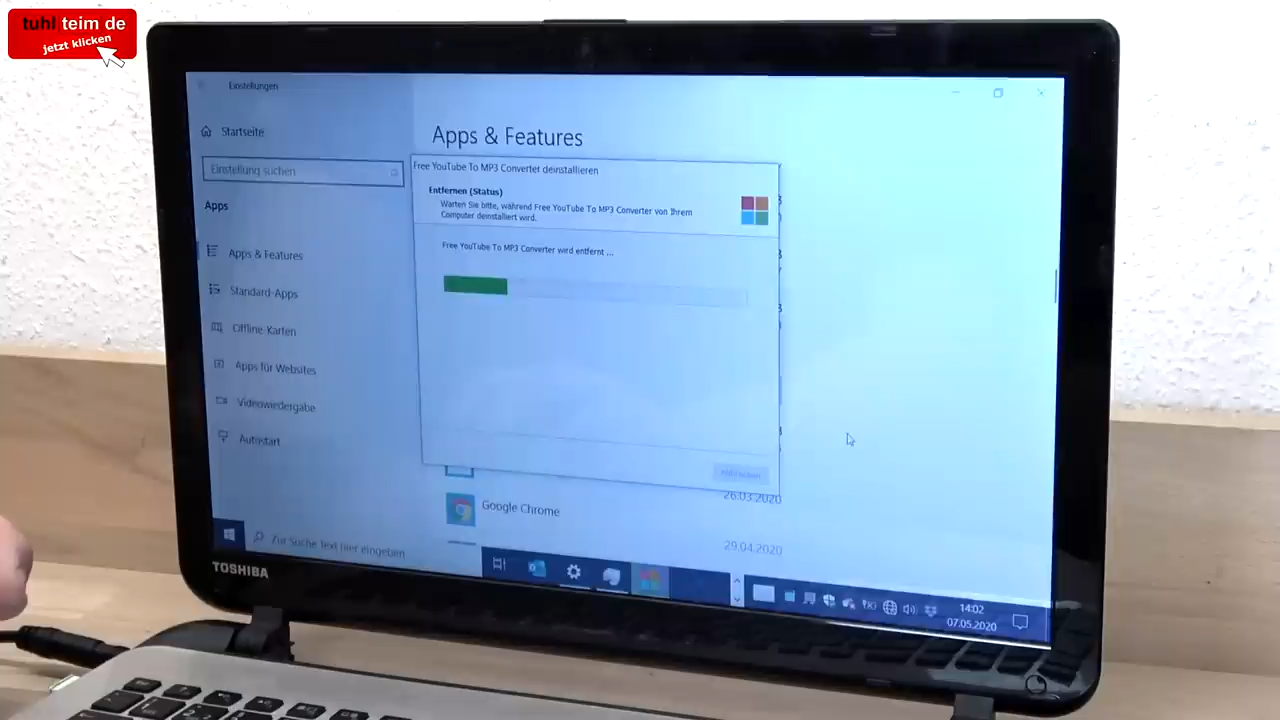 tuhl teim de
jetzt klicken
Einstellungen
Startseite
Einstellung suchen
Apps
Apps & Features
Standard-Apps
Offline-Karten
Apps für Websites
Videowiedergabe
Autostart
Apps & Features
Free YouTube To MP3 Converter deinstallieren
Entfernen (Status)
Warten Sie bitte, während Free YouTube To MP3 Converter von Ihrem
Computer deinstalliert wird.
Free YouTube To MP3 Converter wird entfernt ...
26.03.2020
Google Chrome
29.04.2020
Zur Suche Text hier eingeben
14:02
07.05.2020
TOSHIBA